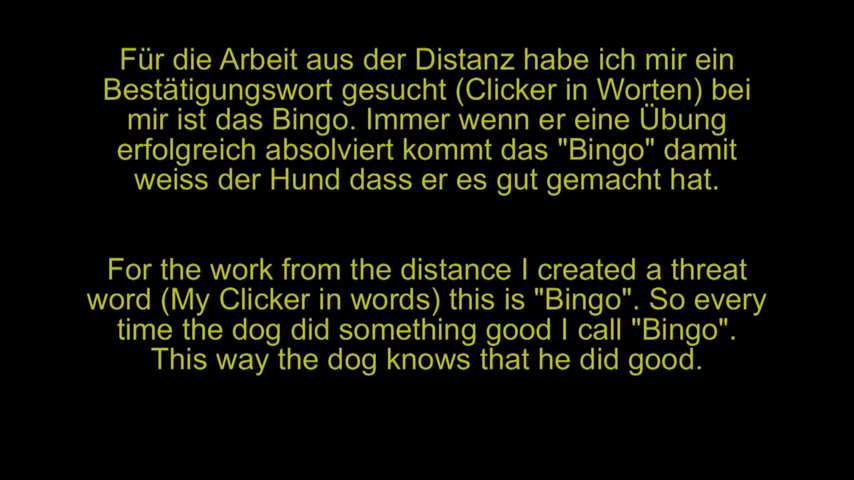 Für die Arbeit aus der Distanz habe ich mir ein
Bestätigungswort gesucht (Clicker in Worten) bei
mir ist das Bingo. Immer wenn er eine Übung
erfolgreich absolviert kommt das "Bingo" damit
weiss der Hund dass er es gut gemacht hat.
For the work from the distance I created a threat
word (My Clicker in words) this is "Bingo". So every
time the dog did something good I call "Bingo".
This way the dog knows that he did good.